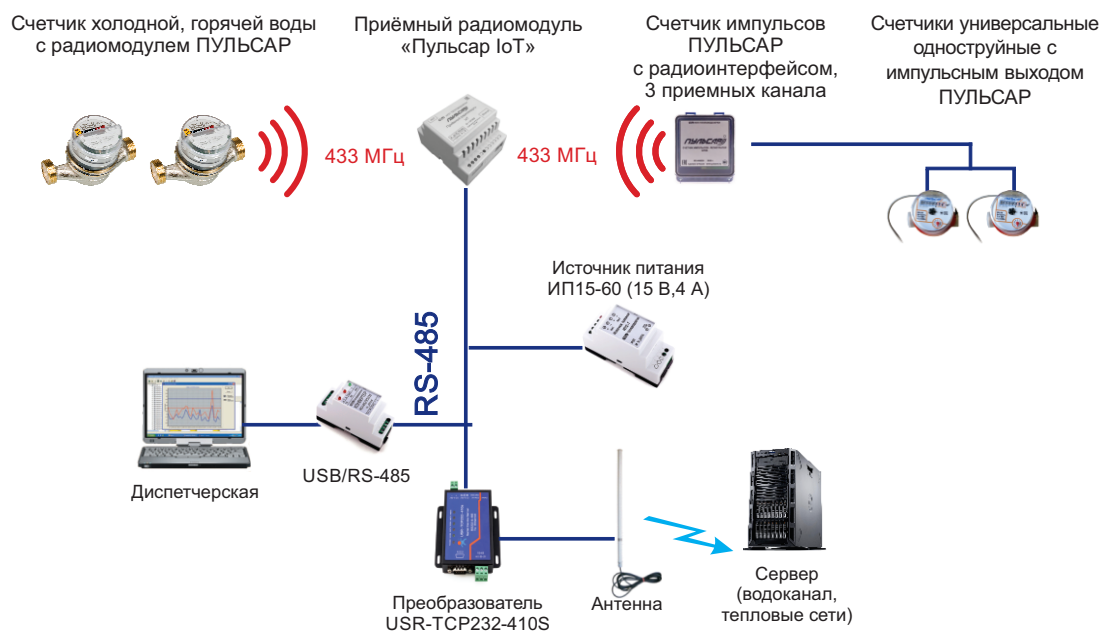 Счетчик холодной, горячей воды
с радиомодулем ПУЛЬСАР
Приёмный радиомодуль
«Пульсар IoT»
Счетчик импульсов
ПУЛЬСАР
с радиоинтерфейсом,
3 приемных канала
Счетчики универсальные
одноструйные с
импульсным выходом
ПУЛЬСАР
433 МГц
433 МГц
ПУЛЬСАР
Источник питания
ИП15-60 (15 В,4 А)
RS-485
USB/RS-485
Диспетчерская
Преобразователь
USR-TCP232-410S
Антенна
Сервер
(водоканал,
тепловые сети)